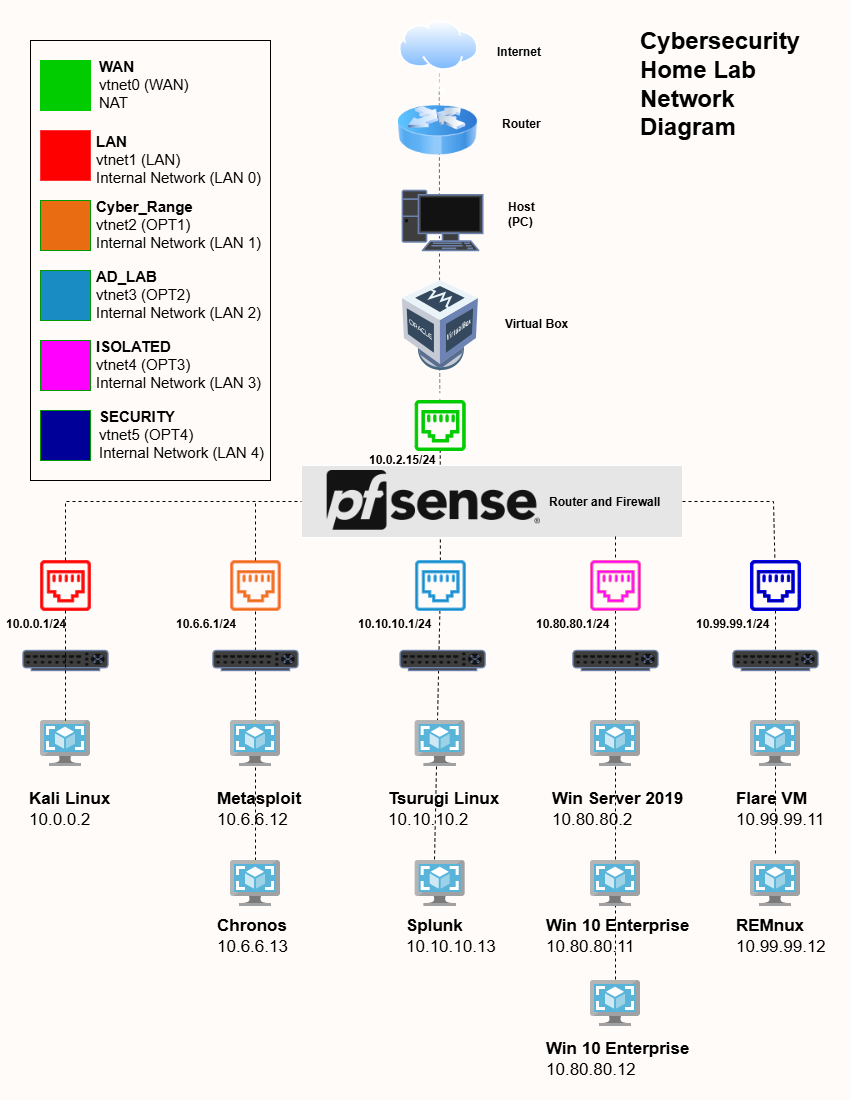 Cybersecurity
Home Lab
Network
Diagram
WAN
vtnet0 (WAN)
NAT
LAN
vtnet1 (LAN)
Internal Network (LAN 0)
Cyber_Range
vtnet2 (OPT1)
Internal Network (LAN 1)
AD_LAB
vtnet3 (OPT2)
Internal Network (LAN 2)
ISOLATED
vtnet4 (OPT3)
Internal Network (LAN 3)
SECURITY
vtnet5 (OPT4)
Internal Network (LAN 4)
Internet
Router
Host
(PC)
ORACLE
VirtualBox
Virtual Box
10.0.2.15/24
pfsense®
Router and Firewall
10.0.0.1/24
10.6.6.1/24
10.10.10.1/24
10.80.80.1/24
10.99.99.1/24
Kali Linux
10.0.0.2
Metasploit
10.6.6.12
Tsurugi Linux
10.10.10.2
Win Server 2019
10.80.80.2
Flare VM
10.99.99.11
Chronos
10.6.6.13
Splunk
10.10.10.13
Win 10 Enterprise
10.80.80.11
REMnux
10.99.99.12
Win 10 Enterprise
10.80.80.12